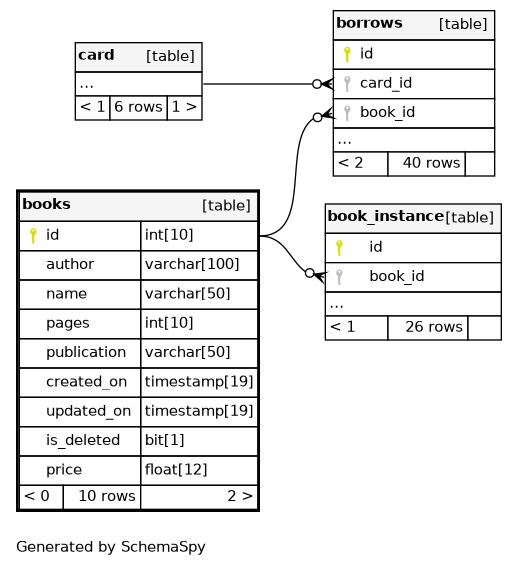 card [table]
...
< 1 6 rows 1 >
borrows [table]
id
card_id
book_id
...
< 2 40 rows
books [table]
id int[10]
author varchar[100]
name varchar[50]
pages int[10]
publication varchar[50]
created_on timestamp[19]
updated_on timestamp[19]
is_deleted bit[1]
price float[12]
< 0 10 rows 2 >
book_instance [table]
id
book_id
...
< 1 26 rows
Generated by SchemaSpy